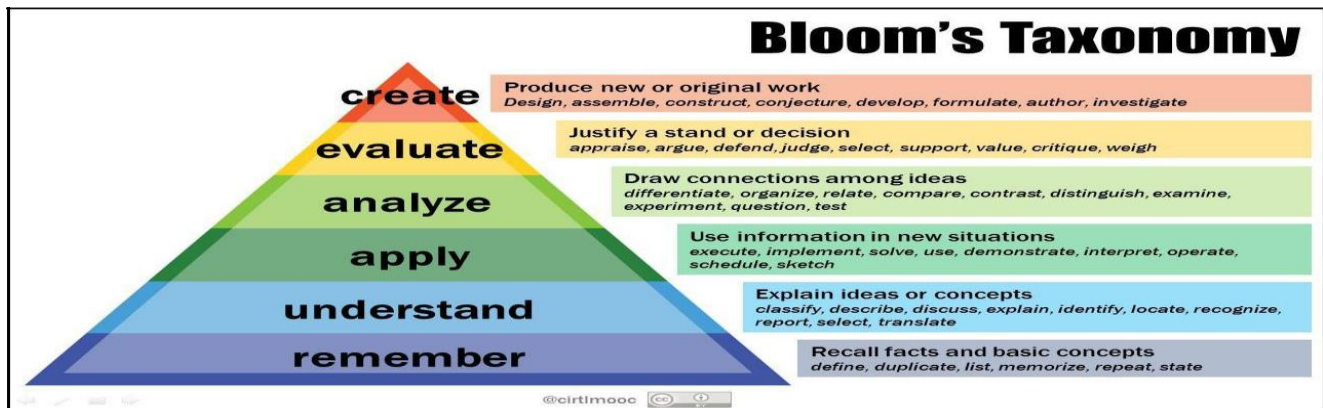 Bloom's Taxonomy
create
Produce new or original work
Design, assemble, construct, conjecture, develop, formulate, author, investigate
evaluate
Justify a stand or decision
appraise, argue, defend, judge, select, support, value, critique, weigh
analyze
Draw connections among ideas
differentiate, organize, relate, compare, contrast, distinguish, examine,
experiment, question, test
apply
Use information in new situations
execute, implement, solve, use, demonstrate, interpret, operate,
schedule, sketch
understand
Explain ideas or concepts
classify, describe, discuss, explain, identify, locate, recognize,
report, select, translate
remember
Recall facts and basic concepts
define, duplicate, list, memorize, repeat, state
@cirtlmooc cc